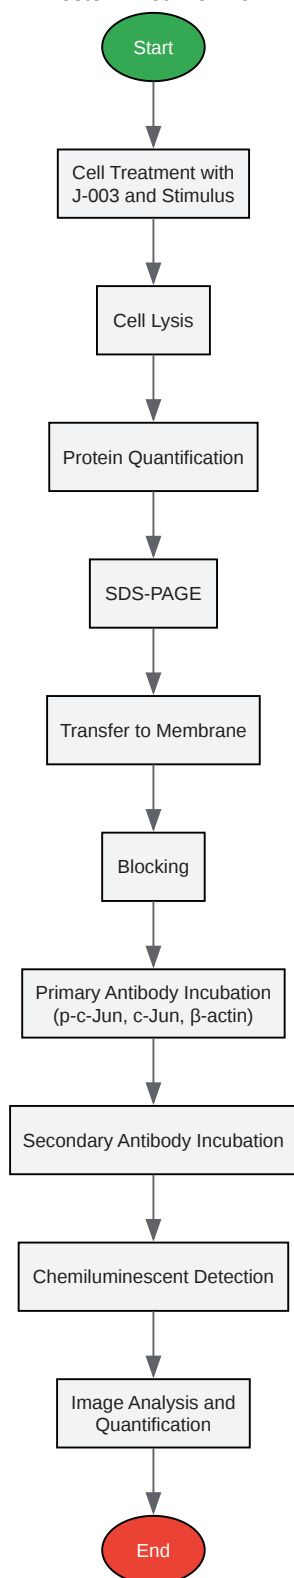 Start
Cell Treatment with
J-003 and Stimulus
Cell Lysis
Protein Quantification
SDS-PAGE
Transfer to Membrane
Blocking
Primary Antibody Incubation
(p-c-Jun, c-Jun, β-actin)
Secondary Antibody Incubation
Chemiluminescent Detection
Image Analysis and
Quantification
End